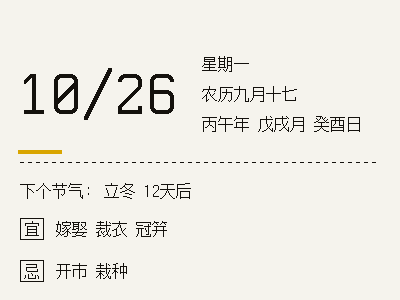 10/26
星期一
农历九月十七
丙午年 戊戌月 癸酉日
下个节气: 立冬 12天后
宜 嫁娶 裁衣 冠笄
忌 开市 栽种